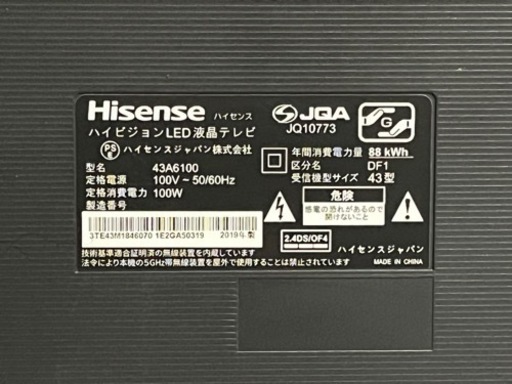 Hisense ハイセンス
ハイビジョンLED液晶テレビ
PS E ハイセンスジャパン株式会社
型名 43A6100
定格電源 100V～50/60Hz
定格消費電力 100W
製造番号
3TE43M1846070 1E2GA50319 2019年製
技術基準適合証明済の無線装置を内蔵しています
法令により本機の5GHz帯無線装置を屋外で使用することは禁止されています
JQA
JQ10773
G
年間消費電力量 88 kWh
区分名 DF1
受信機型サイズ 43型
危険
感電の恐れがあるので
開けないこと
2.4DS/OF4
ハイセンスジャパン
MADE IN CHINA